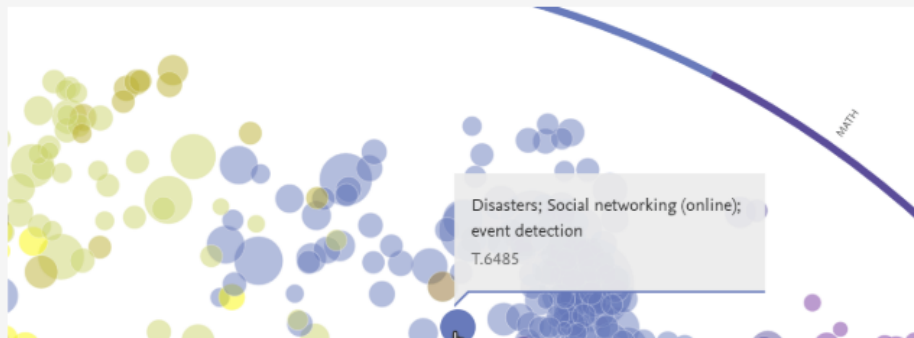 MATH
Disasters; Social networking (online);
event detection
T.6485